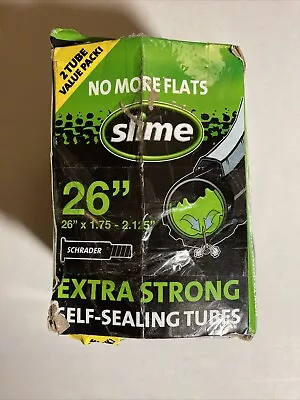 2 TUBE
VALUE PACK!
NO MORE FLATS
slime
26"
26" x 1.75 - 2.125"
SCHRADER
EXTRA STRONG
SELF-SEALING TUBES